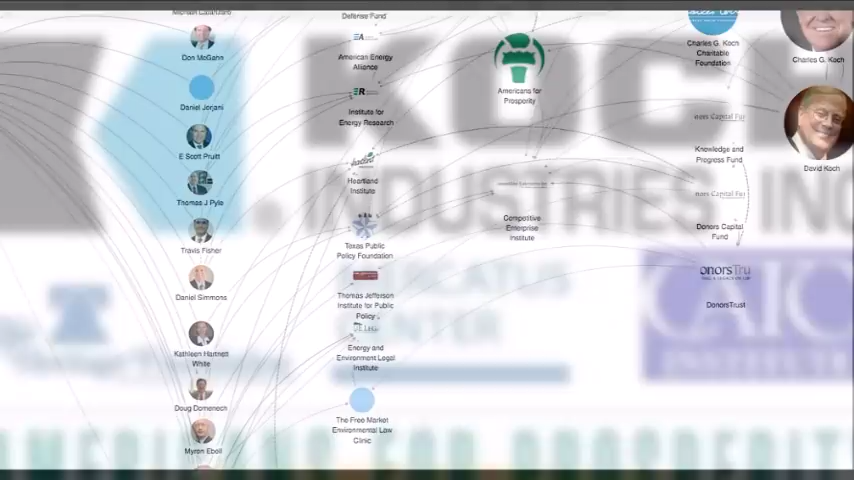 Don McGahn
Daniel Jorjani
E Scott Pruitt
Thomas J Pyle
Travis Fisher
Daniel Simmons
Kathleen Hartnett
White
Doug Domenech
Myron Ebell
Defense Fund
American Energy
Alliance
Institute for
Energy Research
Heartland
Institute
Texas Public
Policy Foundation
Thomas Jefferson
Institute for Public
Policy
Energy and
Environment Legal
Institute
The Free Market
Environmental Law
Clinic
Americans for
Prosperity
Competitive
Enterprise
Institute
Charles G. Koch
Charitable
Foundation
Knowledge and
Progress Fund
Donors Capital
Fund
DonorsTrust
Charles G. Koch
David Koch
KOCH
INDUSTRIES INC
CENTER
AMERICANS FOR PROSPERITY